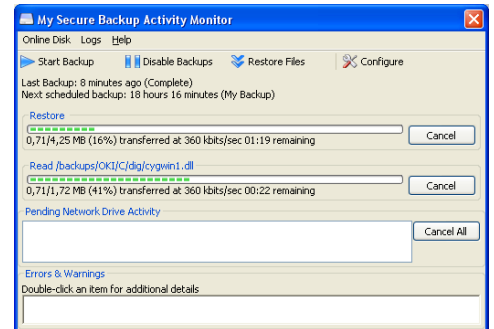 My Secure Backup Activity Monitor
Online Disk Logs Help
Start Backup Disable Backups Restore Files Configure
Last Backup: 8 minutes ago (Complete)
Next scheduled backup: 18 hours 16 minutes (My Backup)
Restore
0,71/4,25 MB (16%) transferred at 360 kbits/sec 01:19 remaining
Cancel
Read /backups/OKI/C/dig/cygwin1.dll
0,71/1,72 MB (41%) transferred at 360 kbits/sec 00:22 remaining
Cancel
Pending Network Drive Activity
Cancel All
Errors & Warnings
Double-click an item for additional details